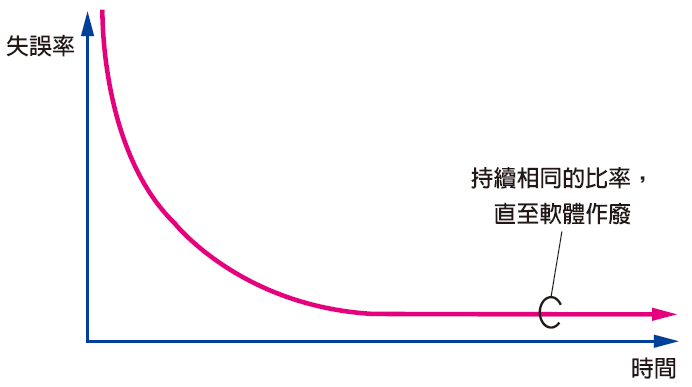 失誤率
持續相同的比率，
直至軟體作廢
時間